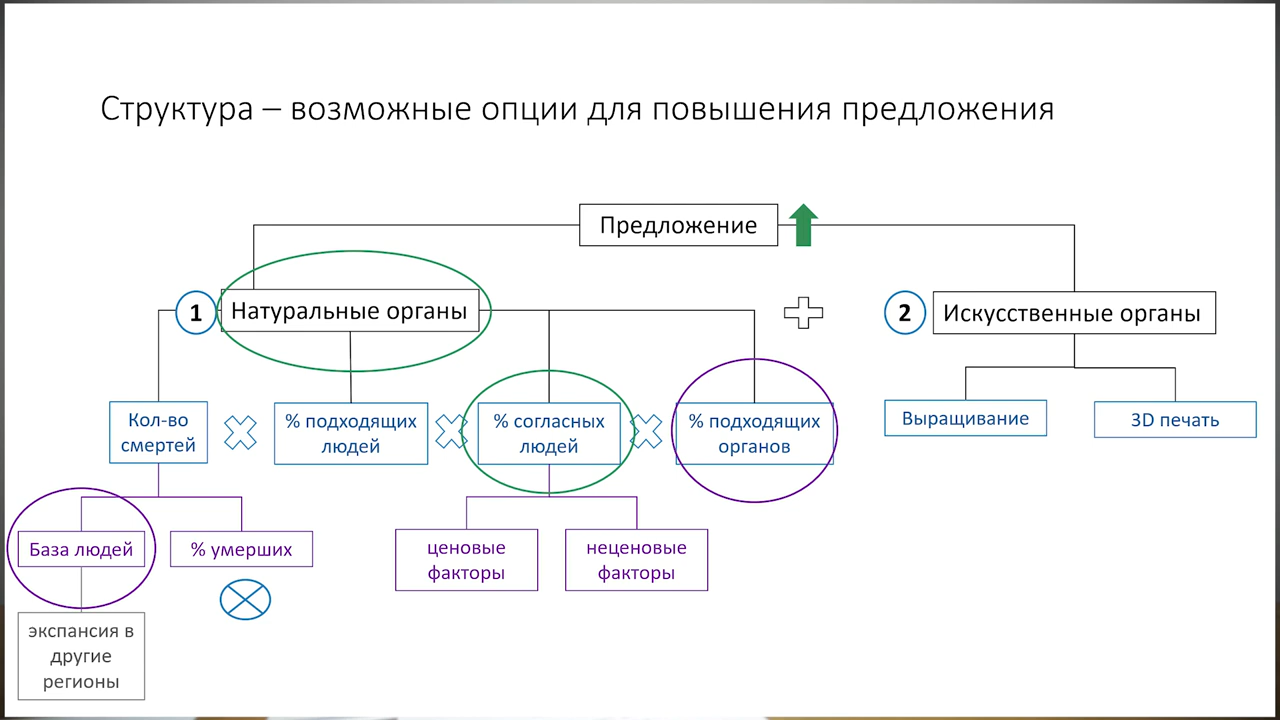 Структура – возможные опции для повышения предложения
Предложение
1
Натуральные органы
2
Искусственные органы
Кол-во
смертей
% подходящих
людей
% согласных
людей
% подходящих
органов
Выращивание
3D печать
База людей
% умерших
ценовые
факторы
неценовые
факторы
экспансия в
другие
регионы